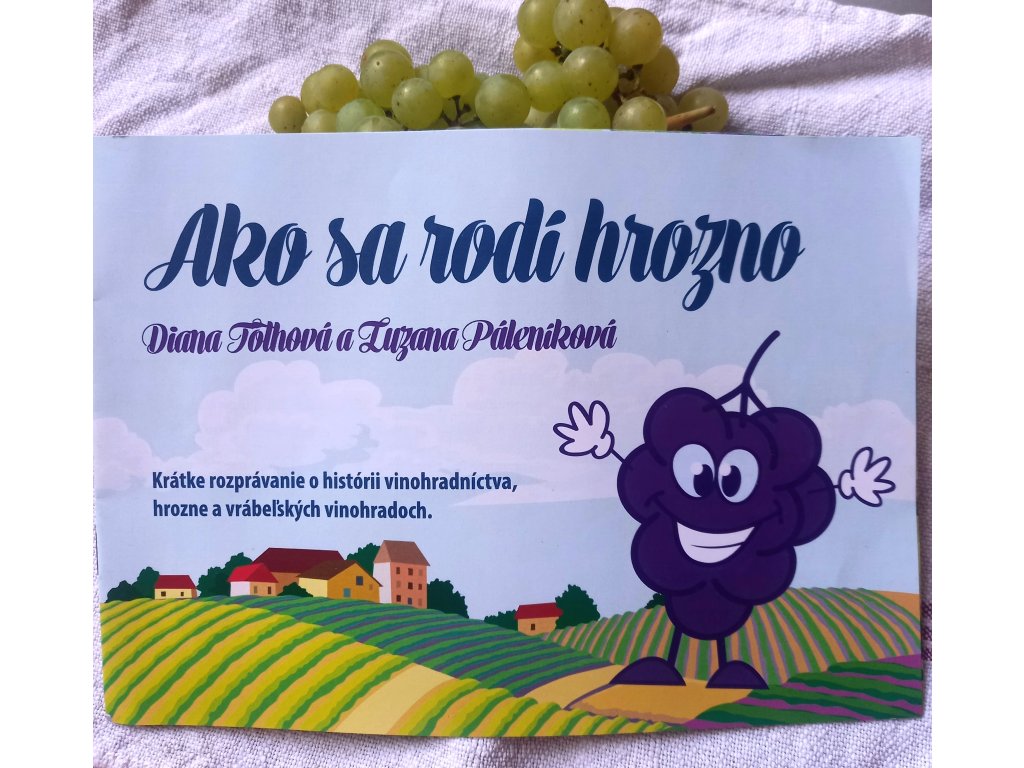 Ako sa rodí hrozno
Diana Tóthová a Zuzana Páleníková
Krátke rozprávanie o histórii vinohradníctva,
hrozne a vrábeľských vinohradoch.